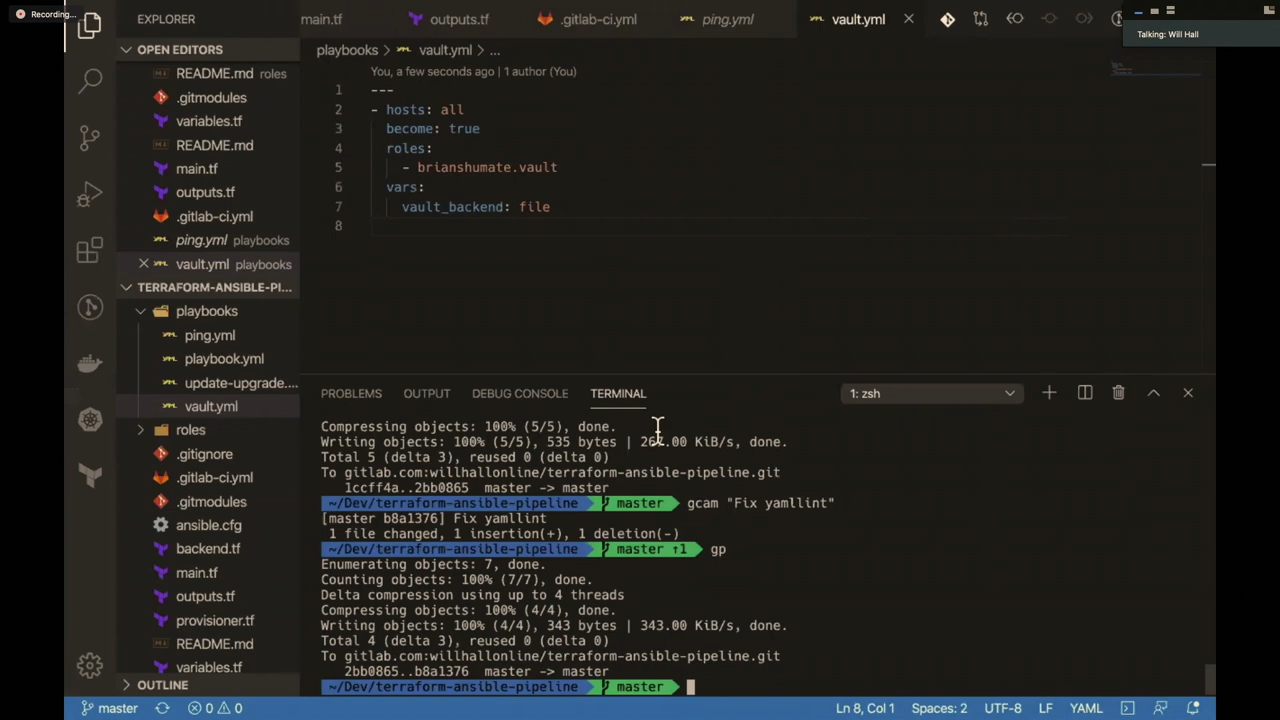 Recording...
EXPLORER
main.tf
outputs.tf
.gitlab-ci.yml
ping.yml
vault.yml
Talking: Will Hall
OPEN EDITORS
README.md roles
.gitmodules
variables.tf
README.md
main.tf
outputs.tf
.gitlab-ci.yml
ping.yml playbooks
vault.yml playbooks
TERRAFORM-ANSIBLE-PI...
playbooks
ping.yml
playbook.yml
update-upgrade....
vault.yml
roles
.gitignore
.gitlab-ci.yml
.gitmodules
ansible.cfg
backend.tf
main.tf
outputs.tf
provisioner.tf
README.md
variables.tf
OUTLINE
playbooks > vault.yml > ...
You, a few seconds ago | 1 author (You)
1 ---
2 - hosts: all
3 become: true
4 roles:
5 - brianshumate.vault
6 vars:
7 vault_backend: file
8
PROBLEMS OUTPUT DEBUG CONSOLE TERMINAL
1: zsh
Compressing objects: 100% (5/5), done.
Writing objects: 100% (5/5), 535 bytes | 267.00 KiB/s, done.
Total 5 (delta 3), reused 0 (delta 0)
To gitlab.com:willhallonline/terraform-ansible-pipeline.git
1ccff4a..2bb0865 master -> master
~/Dev/terraform-ansible-pipeline master gcam "Fix yamllint"
[master b8a1376] Fix yamllint
1 file changed, 1 insertion(+), 1 deletion(-)
~/Dev/terraform-ansible-pipeline master ↑1 gp
Enumerating objects: 7, done.
Counting objects: 100% (7/7), done.
Delta compression using up to 4 threads
Compressing objects: 100% (4/4), done.
Writing objects: 100% (4/4), 343 bytes | 343.00 KiB/s, done.
Total 4 (delta 3), reused 0 (delta 0)
To gitlab.com:willhallonline/terraform-ansible-pipeline.git
2bb0865..b8a1376 master -> master
~/Dev/terraform-ansible-pipeline master
master 0 0
Ln 8, Col 1 Spaces: 2 UTF-8 LF YAML